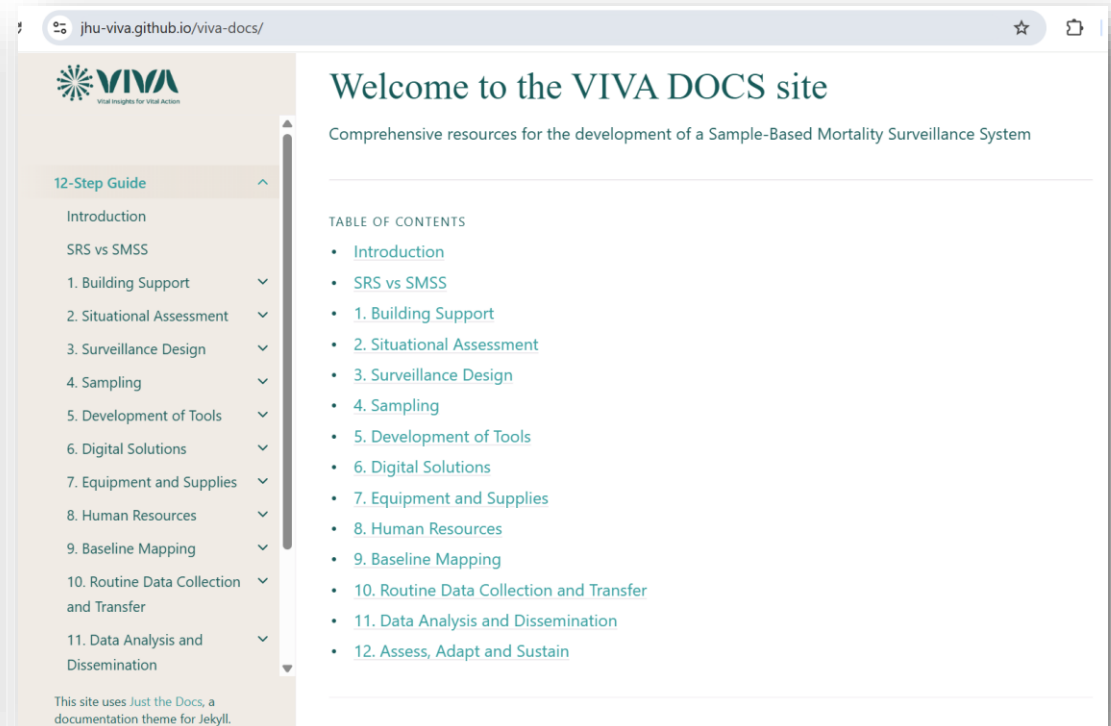 jhu-viva.github.io/viva-docs/
VIVA
Vital Insights for Vital Action
12-Step Guide
Introduction
SRS vs SMSS
1. Building Support
2. Situational Assessment
3. Surveillance Design
4. Sampling
5. Development of Tools
6. Digital Solutions
7. Equipment and Supplies
8. Human Resources
9. Baseline Mapping
10. Routine Data Collection
and Transfer
11. Data Analysis and
Dissemination
This site uses Just the Docs, a
documentation theme for Jekyll.
Welcome to the VIVA DOCS site
Comprehensive resources for the development of a Sample-Based Mortality Surveillance System
TABLE OF CONTENTS
• Introduction
• SRS vs SMSS
• 1. Building Support
• 2. Situational Assessment
• 3. Surveillance Design
• 4. Sampling
• 5. Development of Tools
• 6. Digital Solutions
• 7. Equipment and Supplies
• 8. Human Resources
• 9. Baseline Mapping
• 10. Routine Data Collection and Transfer
• 11. Data Analysis and Dissemination
• 12. Assess, Adapt and Sustain